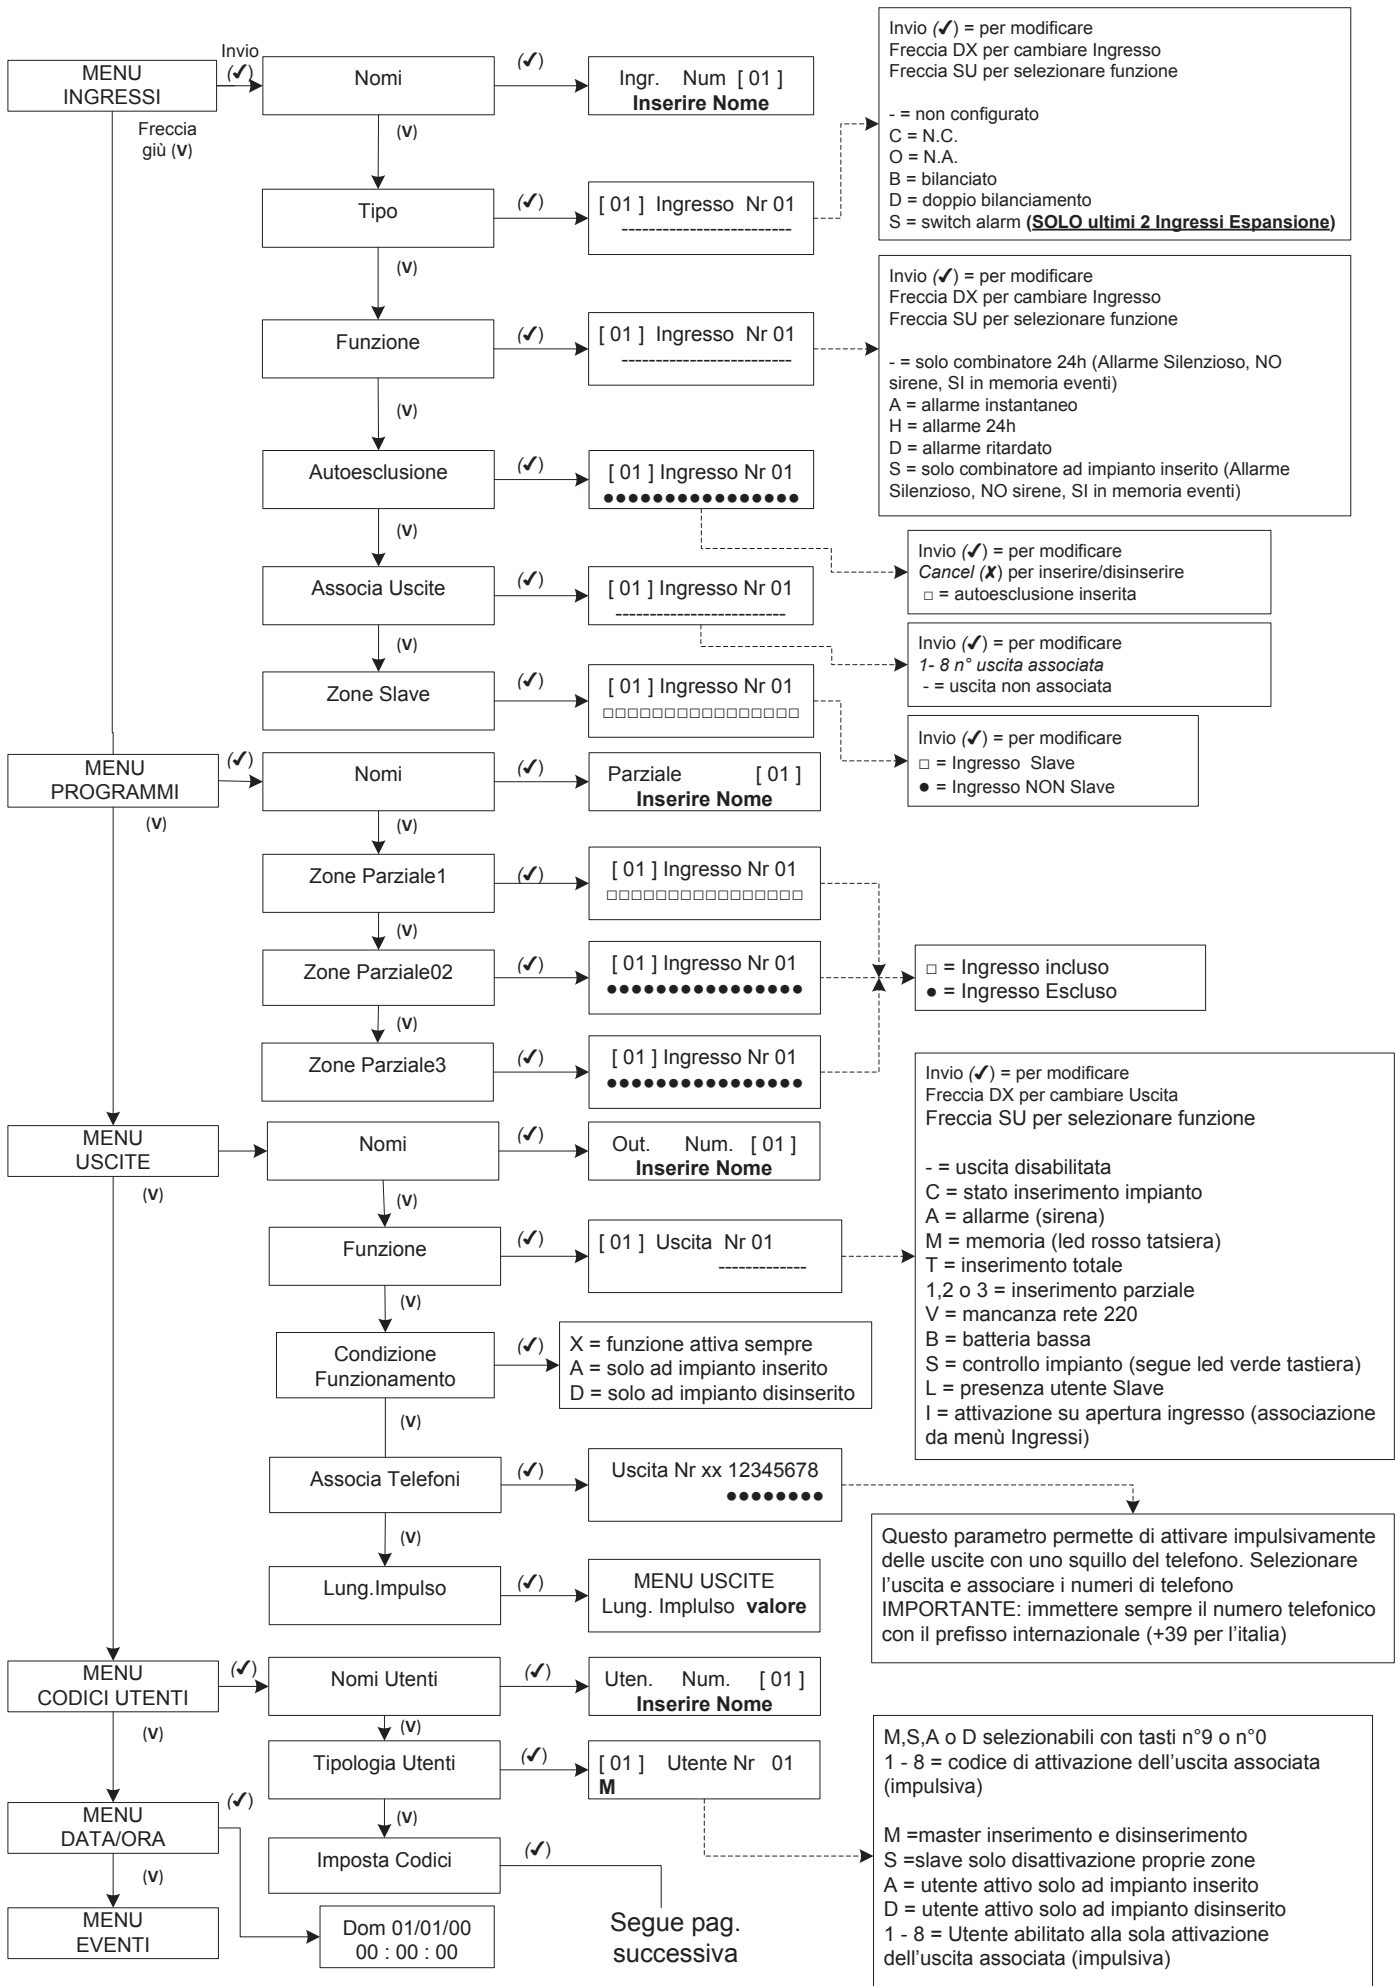 MENU
INGRESSI
Invio
(✓)
Freccia
giù (V)
Nomi
(✓)
Ingr. Num [ 01 ]
Inserire Nome
Invio (✓) = per modificare
Freccia DX per cambiare Ingresso
Freccia SU per selezionare funzione
- = non configurato
C = N.C.
O = N.A.
B = bilanciato
D = doppio bilanciamento
S = switch alarm (SOLO ultimi 2 Ingressi Espansione)
(V)
Tipo
(✓)
[ 01 ] Ingresso Nr 01
-------------------------
(V)
Funzione
(✓)
[ 01 ] Ingresso Nr 01
-------------------------
Invio (✓) = per modificare
Freccia DX per cambiare Ingresso
Freccia SU per selezionare funzione
- = solo combinatore 24h (Allarme Silenzioso, NO
sirene, SI in memoria eventi)
A = allarme instantaneo
H = allarme 24h
D = allarme ritardato
S = solo combinatore ad impianto inserito (Allarme
Silenzioso, NO sirene, SI in memoria eventi)
(V)
Autoesclusione
(✓)
[ 01 ] Ingresso Nr 01
●●●●●●●●●●●●●●●●
Invio (✓) = per modificare
Cancel (✗) per inserire/disinserire
□ = autoesclusione inserita
(V)
Associa Uscite
(✓)
[ 01 ] Ingresso Nr 01
-------------------------
Invio (✓) = per modificare
1- 8 n° uscita associata
- = uscita non associata
(V)
Zone Slave
(✓)
[ 01 ] Ingresso Nr 01
□□□□□□□□□□□□□□□□
Invio (✓) = per modificare
□ = Ingresso Slave
● = Ingresso NON Slave
MENU
PROGRAMMI
(✓)
(V)
Nomi
(✓)
Parziale [ 01 ]
Inserire Nome
(V)
Zone Parziale1
(✓)
[ 01 ] Ingresso Nr 01
□□□□□□□□□□□□□□□□
(V)
Zone Parziale02
(✓)
[ 01 ] Ingresso Nr 01
●●●●●●●●●●●●●●●●
□ = Ingresso incluso
● = Ingresso Escluso
(V)
Zone Parziale3
(✓)
[ 01 ] Ingresso Nr 01
●●●●●●●●●●●●●●●●
MENU
USCITE
(V)
Nomi
(✓)
Out. Num. [ 01 ]
Inserire Nome
Invio (✓) = per modificare
Freccia DX per cambiare Uscita
Freccia SU per selezionare funzione
- = uscita disabilitata
C = stato inserimento impianto
A = allarme (sirena)
M = memoria (led rosso tatsiera)
T = inserimento totale
1,2 o 3 = inserimento parziale
V = mancanza rete 220
B = batteria bassa
S = controllo impianto (segue led verde tastiera)
L = presenza utente Slave
I = attivazione su apertura ingresso (associazione
da menù Ingressi)
(V)
Funzione
(✓)
[ 01 ] Uscita Nr 01
-------------
(V)
Condizione
Funzionamento
(✓)
X = funzione attiva sempre
A = solo ad impianto inserito
D = solo ad impianto disinserito
(V)
Associa Telefoni
(✓)
Uscita Nr xx 12345678
●●●●●●●●
Questo parametro permette di attivare impulsivamente
delle uscite con uno squillo del telefono. Selezionare
l'uscita e associare i numeri di telefono
IMPORTANTE: immettere sempre il numero telefonico
con il prefisso internazionale (+39 per l'italia)
(V)
Lung.Impulso
(✓)
MENU USCITE
Lung. Implulso valore
MENU
CODICI UTENTI
(✓)
(V)
Nomi Utenti
(✓)
Uten. Num. [ 01 ]
Inserire Nome
(V)
Tipologia Utenti
(✓)
[ 01 ] Utente Nr 01
M
M,S,A o D selezionabili con tasti n°9 o n°0
1 - 8 = codice di attivazione dell'uscita associata
(impulsiva)
M =master inserimento e disinserimento
S =slave solo disattivazione proprie zone
A = utente attivo solo ad impianto inserito
D = utente attivo solo ad impianto disinserito
1 - 8 = Utente abilitato alla sola attivazione
dell'uscita associata (impulsiva)
(V)
Imposta Codici
(✓)
Segue pag.
successiva
MENU
DATA/ORA
(✓)
(V)
Dom 01/01/00
00 : 00 : 00
MENU
EVENTI